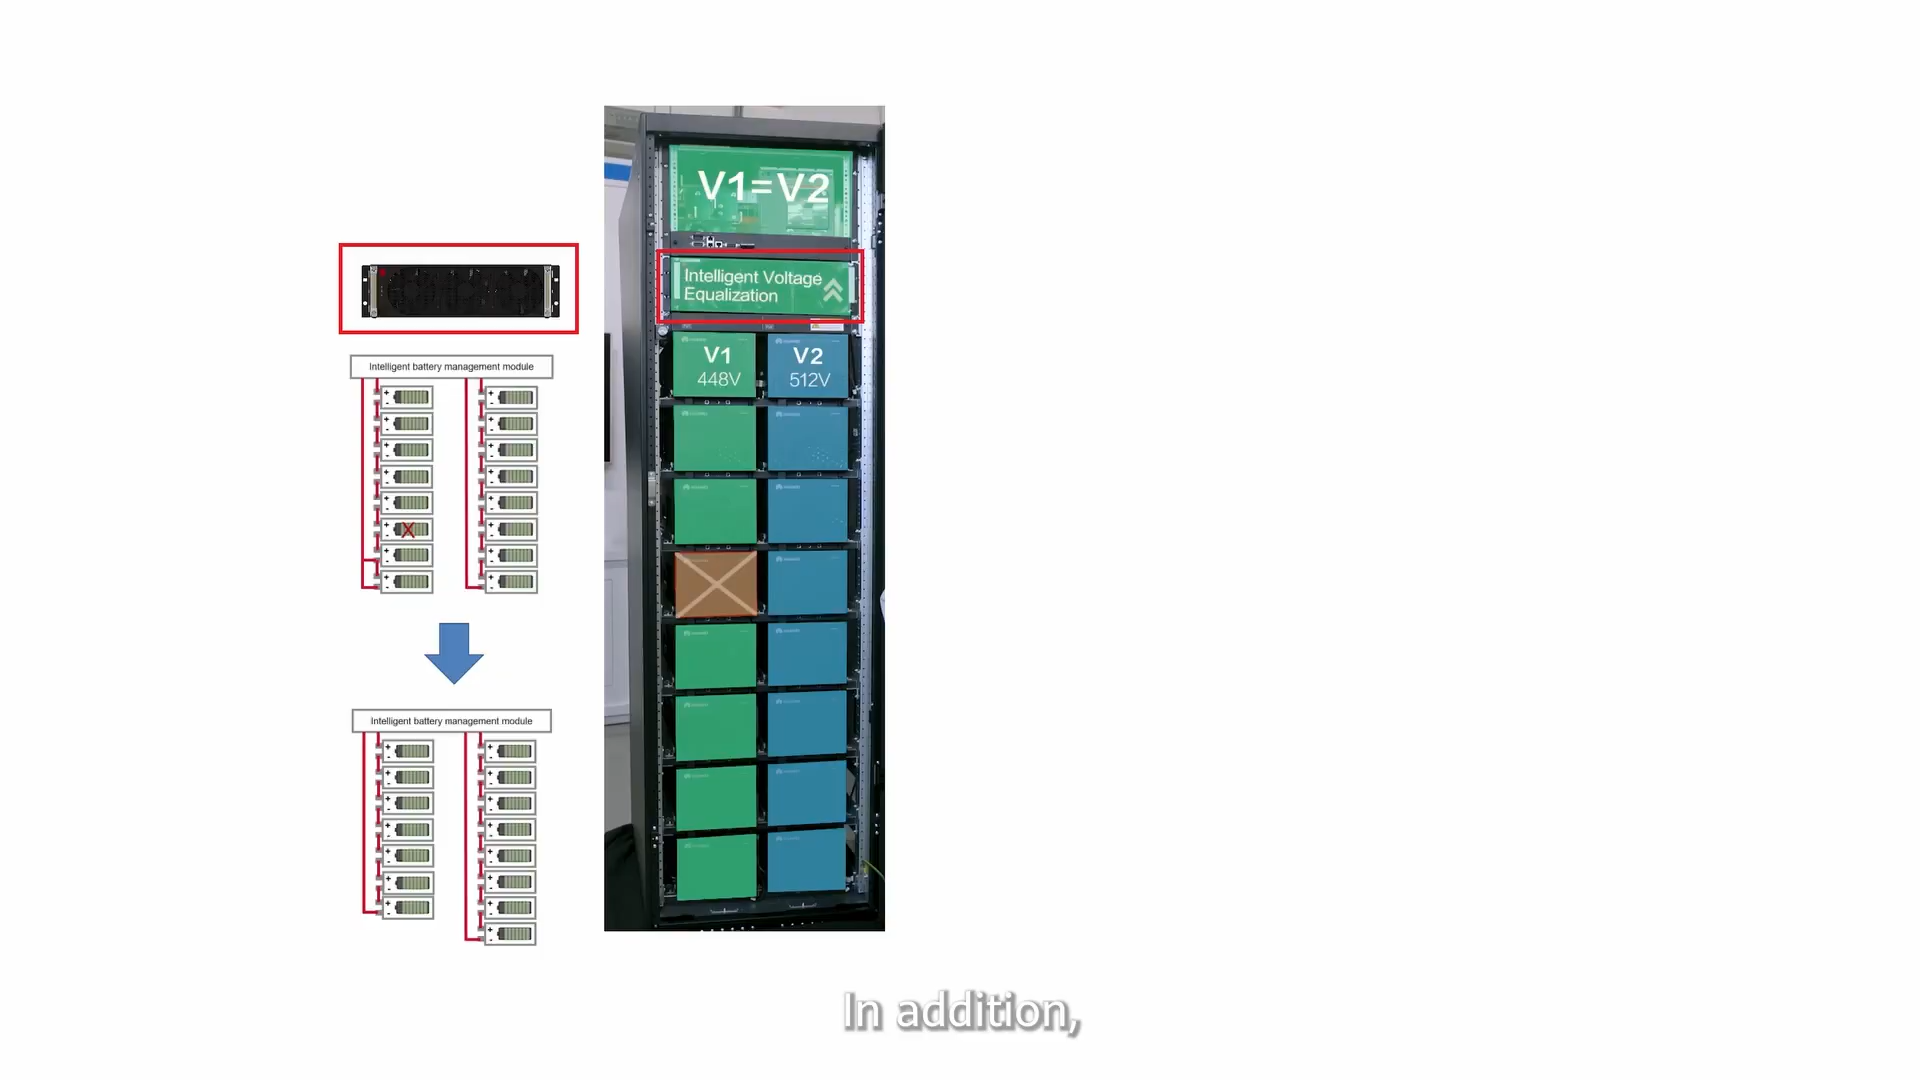 V1=V2
Intelligent Voltage
Equalization
Intelligent battery management module
V1
448V
V2
512V
Intelligent battery management module
In addition,